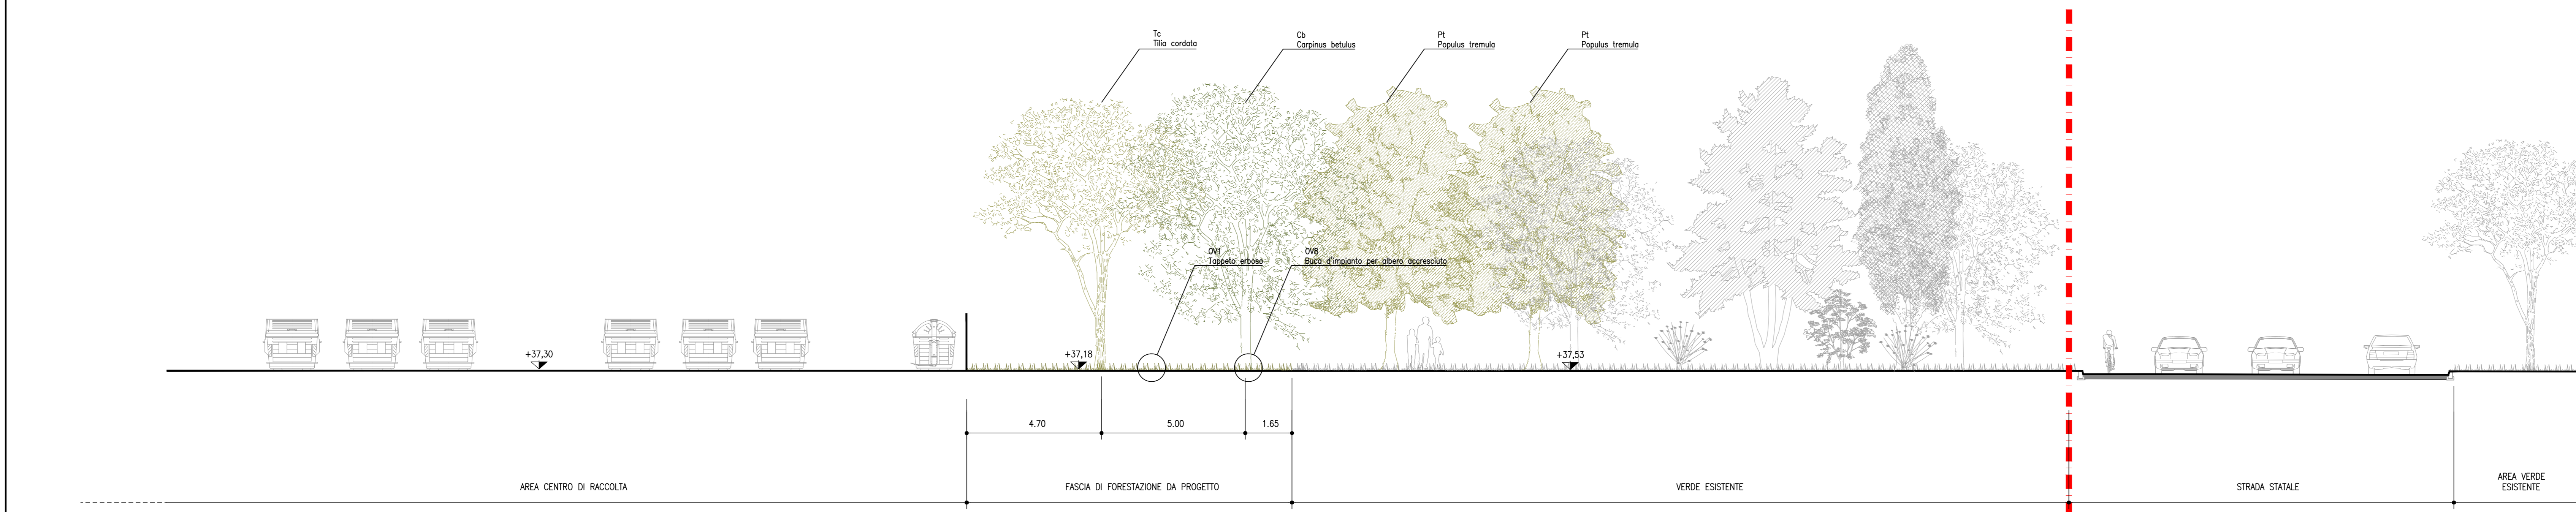 Tc
Tilia cordata
Cb
Carpinus betulus
Pt
Populus tremula
Pt
Populus tremula
OV1
Tappeto erboso
OV8
Buca d'impianto per albero accresciuto
+37,30
+37,18
+37,53
4.70
5.00
1.65
AREA CENTRO DI RACCOLTA
FASCIA DI FORESTAZIONE DA PROGETTO
VERDE ESISTENTE
STRADA STATALE
AREA VERDE
ESISTENTE